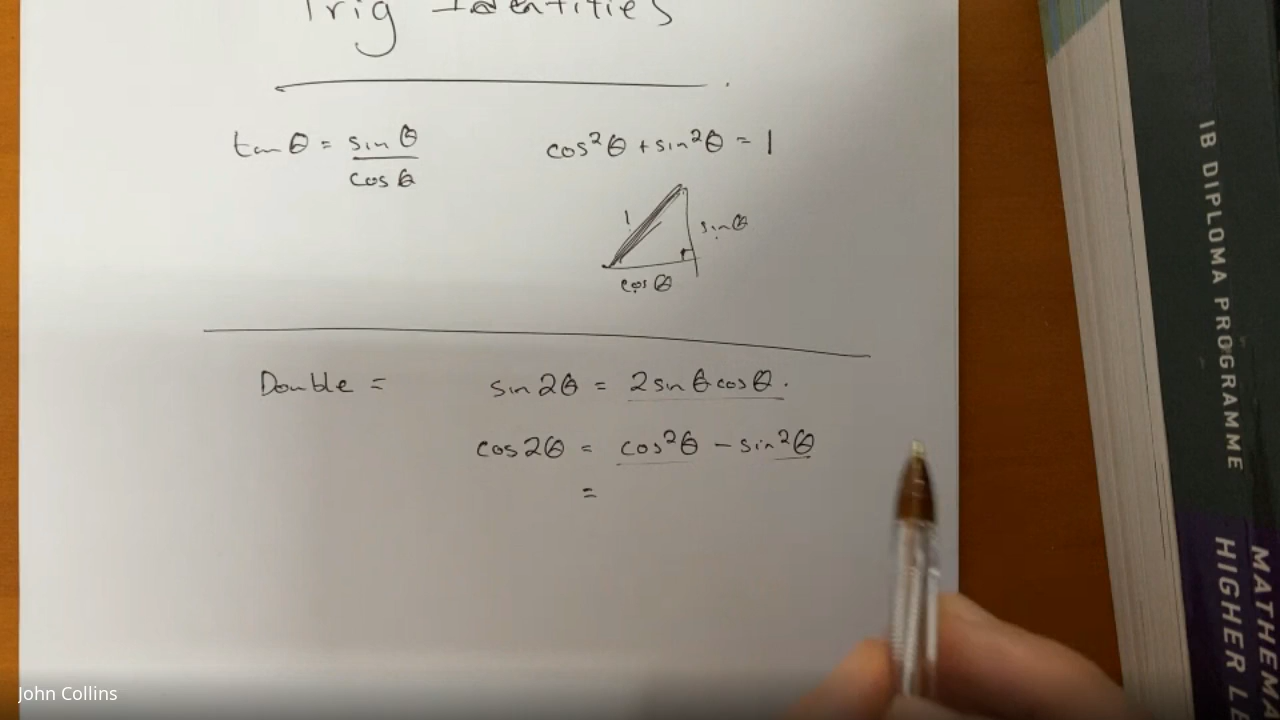 Trig Identities
tan θ = sin θ / cos θ
cos²θ + sin²θ = 1
1
sin θ
cos θ
Double =
sin 2θ = 2 sin θ cos θ.
cos 2θ = cos²θ − sin²θ
=
IB DIPLOMA PROGRAMME
MATHEMA
HIGHER LE
John Collins